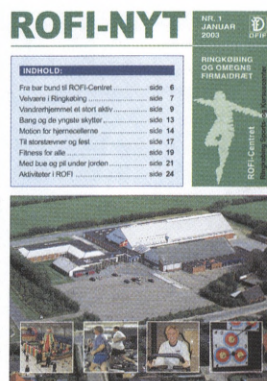 ROFI-NYT
NR. 1
JANUAR
2003
DFIF
RINGKØBING
OG OMEGNS
FIRMAIDRÆT
INDHOLD:
Fra bar bund til ROFI-Centret side 6
Velvære i Ringkøbing side 7
Vandrerhjemmet et stort aktiv side 9
Bang og de yngste skytter side 13
Motion for hjernecellerne side 14
Til storstævner og fest side 17
Fitness for alle side 19
Med bue og pil under jorden side 21
Aktiviteter i ROFI side 24
ROFI-Centret